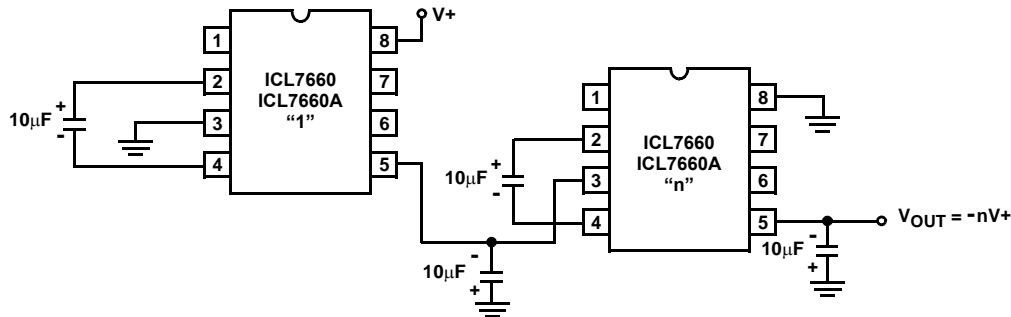 V+
1
8
2
ICL7660
7
ICL7660A
+
10µF
-
3
"1"
6
4
5
1
8
2
ICL7660
7
ICL7660A
+
10µF
-
3
"n"
6
4
5
VOUT = -nV+
-
10µF
+
-
10µF
+